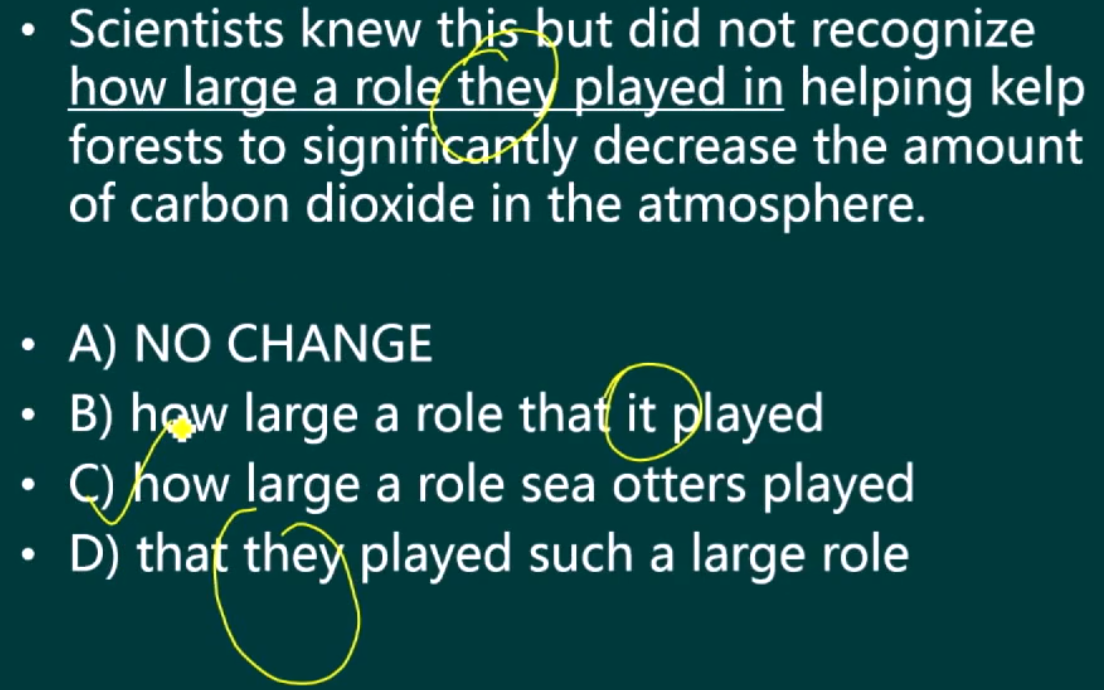 • Scientists knew this but did not recognize
how large a role they played in helping kelp
forests to significantly decrease the amount
of carbon dioxide in the atmosphere.
• A) NO CHANGE
• B) how large a role that it played
• C) how large a role sea otters played
• D) that they played such a large role